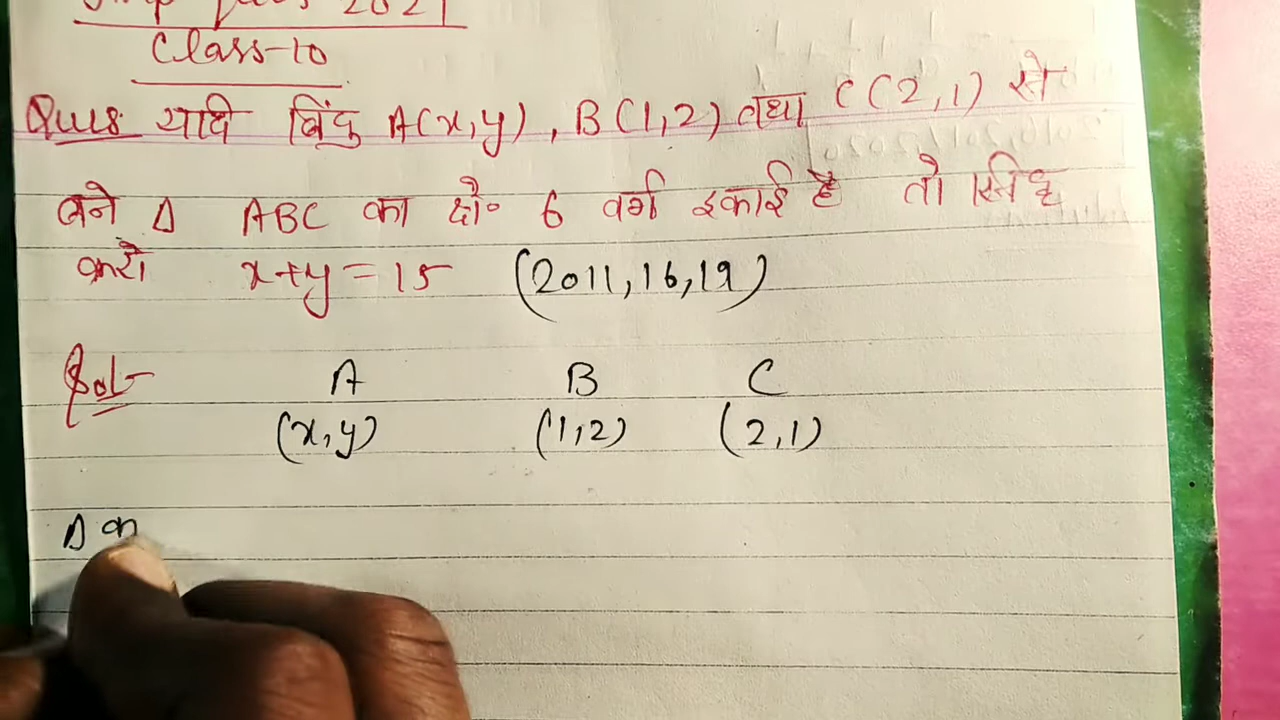 2021
Class-10
Ques यदि बिंदु A(x,y), B(1,2) तथा C(2,1) से
बने Δ ABC का क्षे० 6 वर्ग इकाई है तो सिद्ध
करो x+y=15 (2011,16,19)
Sol- A B C
(x,y) (1,2) (2,1)
Δ क